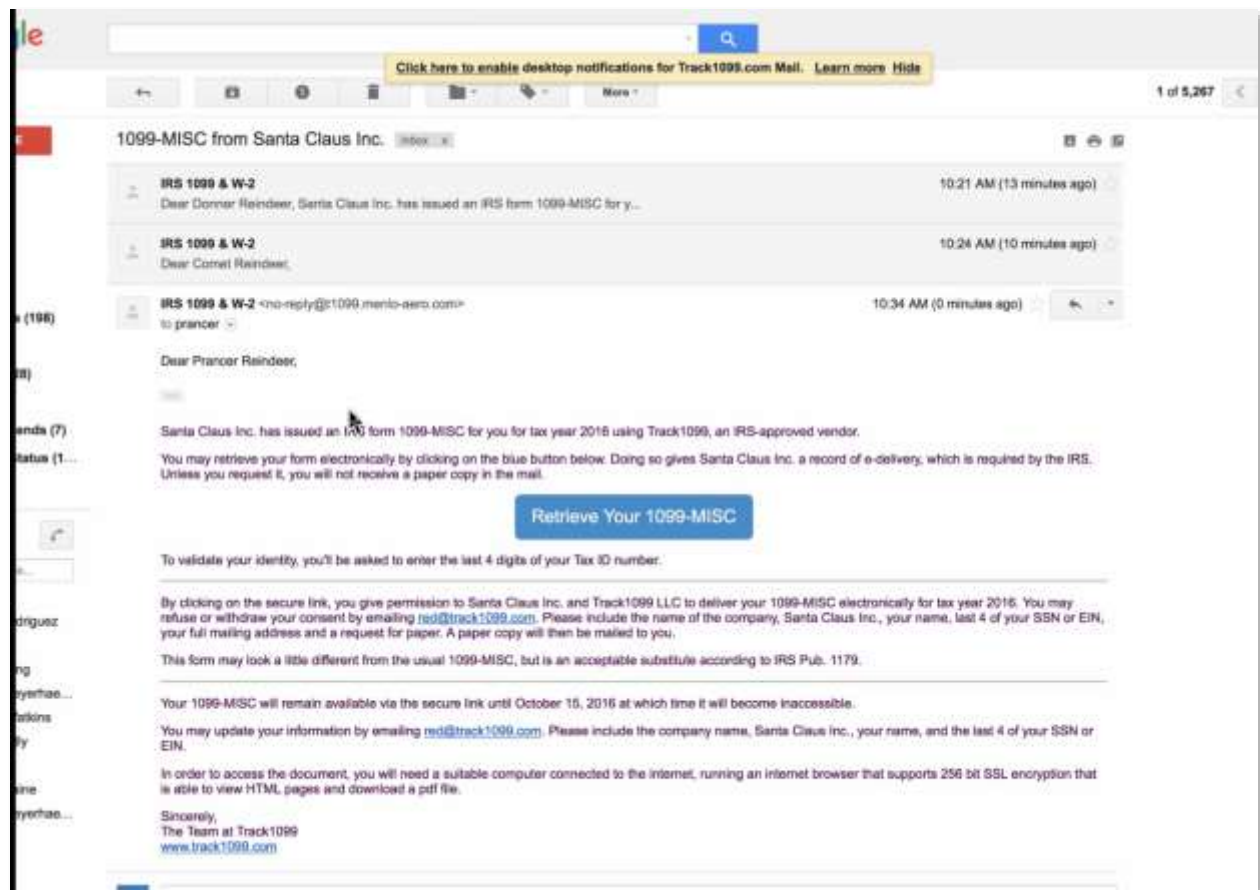 le
Click here to enable desktop notifications for Track1099.com Mail. Learn more Hide
More
1 of 5,267
1099-MISC from Santa Claus Inc. Inbox x
IRS 1099 & W-2
10:21 AM (13 minutes ago)
Dear Donner Reindeer, Santa Claus Inc. has issued an IRS form 1099-MISC for y...
IRS 1099 & W-2
10:24 AM (10 minutes ago)
Dear Comet Reindeer,
IRS 1099 & W-2 <no-reply@t1099.menlo-aero.com>
10:34 AM (0 minutes ago)
to prancer
(198)
Dear Prancer Reindeer,
ends (7)
Santa Claus Inc. has issued an IRS form 1099-MISC for you for tax year 2016 using Track1099, an IRS-approved vendor.
tatus (1...
You may retrieve your form electronically by clicking on the blue button below. Doing so gives Santa Claus Inc. a record of e-delivery, which is required by the IRS.
Unless you request it, you will not receive a paper copy in the mail.
Retrieve Your 1099-MISC
To validate your identity, you'll be asked to enter the last 4 digits of your Tax ID number.
By clicking on the secure link, you give permission to Santa Claus Inc. and Track1099 LLC to deliver your 1099-MISC electronically for tax year 2016. You may
refuse or withdraw your consent by emailing red@track1099.com. Please include the name of the company, Santa Claus Inc., your name, last 4 of your SSN or EIN,
your full mailing address and a request for paper. A paper copy will then be mailed to you.
driguez
This form may look a little different from the usual 1099-MISC, but is an acceptable substitute according to IRS Pub. 1179.
ng
eyerhae...
Your 1099-MISC will remain available via the secure link until October 15, 2016 at which time it will become inaccessible.
atkins
You may update your information by emailing red@track1099.com. Please include the company name, Santa Claus Inc., your name, and the last 4 of your SSN or
EIN.
ly
In order to access the document, you will need a suitable computer connected to the internet, running an internet browser that supports 256 bit SSL encryption that
is able to view HTML pages and download a pdf file.
aine
eyerhae...
Sincerely,
The Team at Track1099
www.track1099.com